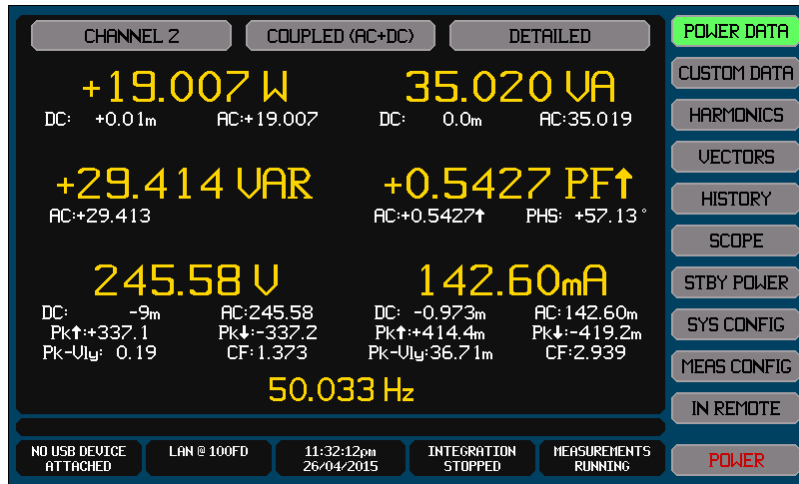 CHANNEL 2 COUPLED (AC+DC) DETAILED
+19.007 W 35.020 VA
DC: +0.01m AC:+19.007 DC: 0.0m AC:35.019
+29.414 VAR +0.5427 PF↑
AC:+29.413 AC:+0.5427↑ PHS: +57.13°
245.58 V 142.60mA
DC: -9m AC:245.58 DC: -0.973m AC:142.60m
Pk↑:+337.1 Pk↓:-337.2 Pk↑:+414.4m Pk↓:-419.2m
Pk-Vly: 0.19 CF:1.373 Pk-Vly:36.71m CF:2.939
50.033 Hz
NO USB DEVICE
ATTACHED
LAN @ 100FD
11:32:12pm
26/04/2015
INTEGRATION
STOPPED
MEASUREMENTS
RUNNING
POWER DATA
CUSTOM DATA
HARMONICS
VECTORS
HISTORY
SCOPE
STBY POWER
SYS CONFIG
MEAS CONFIG
IN REMOTE
POWER